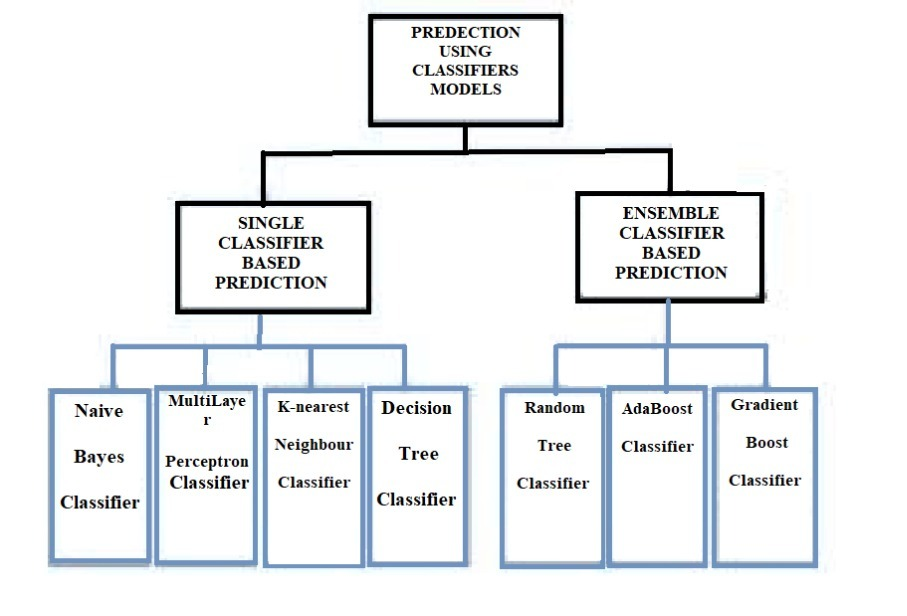 PREDECTION
USING
CLASSIFIERS
MODELS
SINGLE
CLASSIFIER
BASED
PREDICTION
ENSEMBLE
CLASSIFIER
BASED
PREDICTION
Naive
Bayes
Classifier
MultiLaye
r
Perceptron
Classifier
K-nearest
Neighbour
Classifier
Decision
Tree
Classifier
Random
Tree
Classifier
AdaBoost
Classifier
Gradient
Boost
Classifier